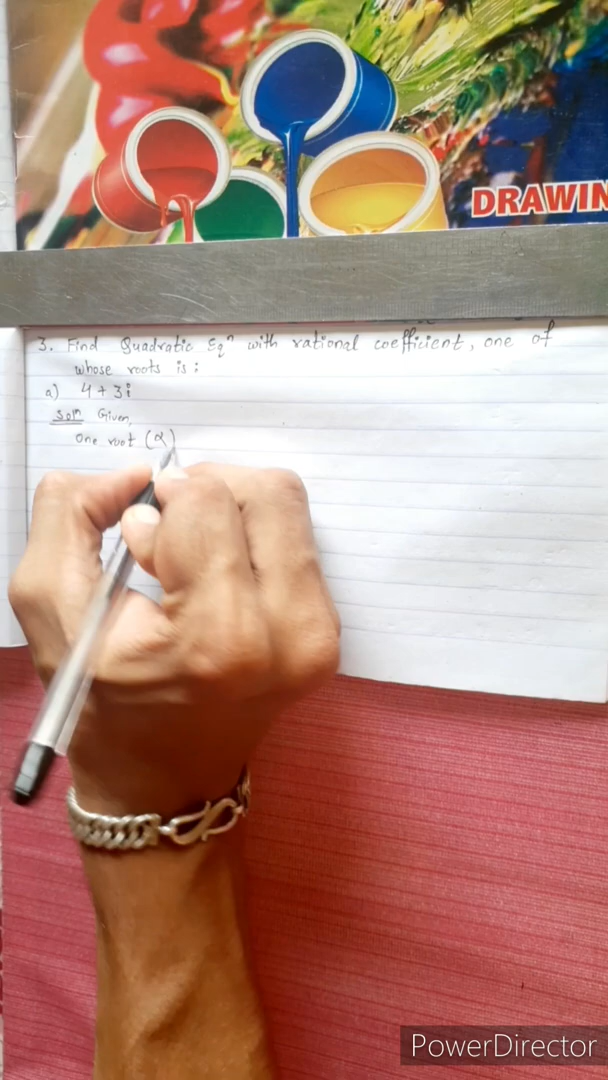 DRAWIN
3. Find Quadratic Eqⁿ with rational coefficient, one of
whose roots is :
a) 4 + 3i
Solⁿ Given,
One root (α)
PowerDirector